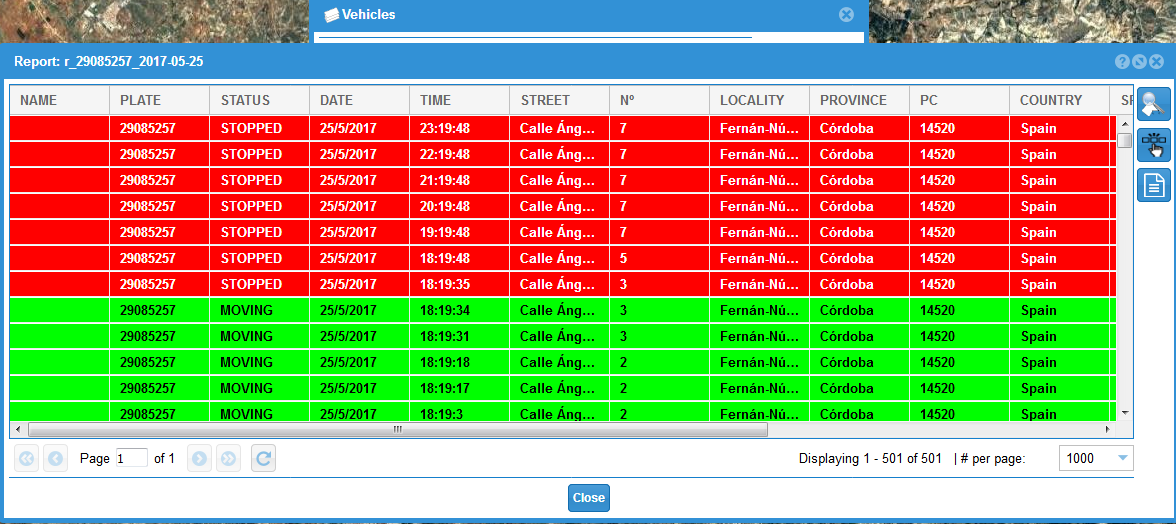 Vehicles
Report: r_29085257_2017-05-25
NAME PLATE STATUS DATE TIME STREET Nº LOCALITY PROVINCE PC COUNTRY
29085257 STOPPED 25/5/2017 23:19:48 Calle Áng... 7 Fernán-Nú... Córdoba 14520 Spain
29085257 STOPPED 25/5/2017 22:19:48 Calle Áng... 7 Fernán-Nú... Córdoba 14520 Spain
29085257 STOPPED 25/5/2017 21:19:48 Calle Áng... 7 Fernán-Nú... Córdoba 14520 Spain
29085257 STOPPED 25/5/2017 20:19:48 Calle Áng... 7 Fernán-Nú... Córdoba 14520 Spain
29085257 STOPPED 25/5/2017 19:19:48 Calle Áng... 7 Fernán-Nú... Córdoba 14520 Spain
29085257 STOPPED 25/5/2017 18:19:48 Calle Áng... 5 Fernán-Nú... Córdoba 14520 Spain
29085257 STOPPED 25/5/2017 18:19:35 Calle Áng... 3 Fernán-Nú... Córdoba 14520 Spain
29085257 MOVING 25/5/2017 18:19:34 Calle Áng... 3 Fernán-Nú... Córdoba 14520 Spain
29085257 MOVING 25/5/2017 18:19:31 Calle Áng... 3 Fernán-Nú... Córdoba 14520 Spain
29085257 MOVING 25/5/2017 18:19:18 Calle Áng... 2 Fernán-Nú... Córdoba 14520 Spain
29085257 MOVING 25/5/2017 18:19:17 Calle Áng... 2 Fernán-Nú... Córdoba 14520 Spain
29085257 MOVING 25/5/2017 18:19:3 Calle Áng... 2 Fernán-Nú... Córdoba 14520 Spain
Page 1 of 1 Displaying 1 - 501 of 501 | # per page: 1000
Close